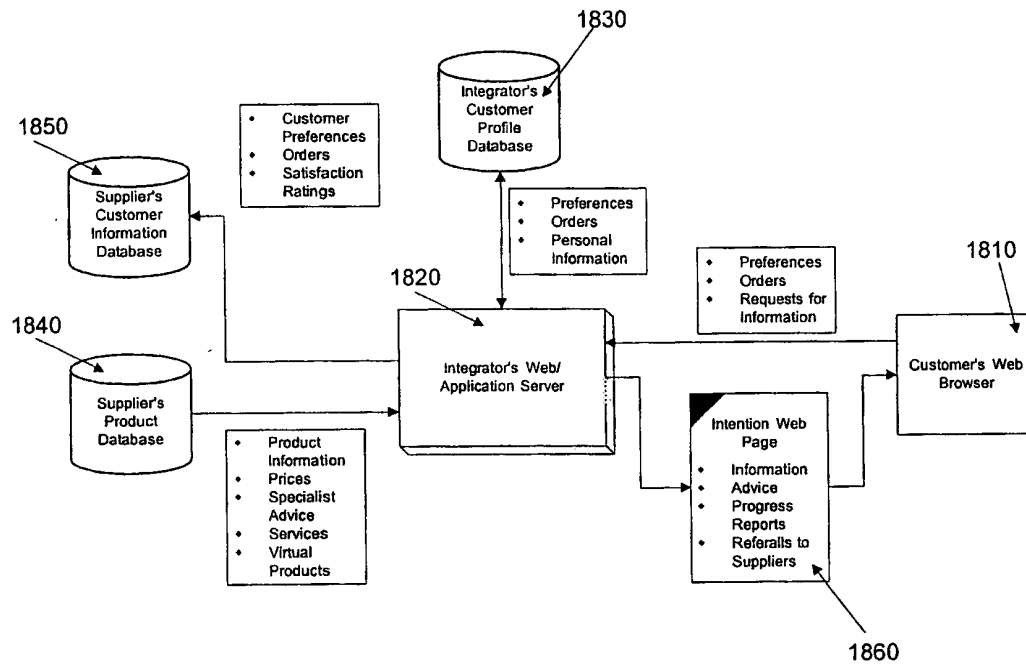 1830
Integrator's
Customer
Profile
Database
1850
Supplier's
Customer
Information
Database
• Customer
Preferences
• Orders
• Satisfaction
Ratings
• Preferences
• Orders
• Personal
Information
1820
Integrator's Web/
Application Server
• Preferences
• Orders
• Requests for
Information
1810
Customer's Web
Browser
1840
Supplier's
Product
Database
• Product
Information
• Prices
• Specialist
Advice
• Services
• Virtual
Products
Intention Web
Page
• Information
• Advice
• Progress
Reports
• Referalls to
Suppliers
1860